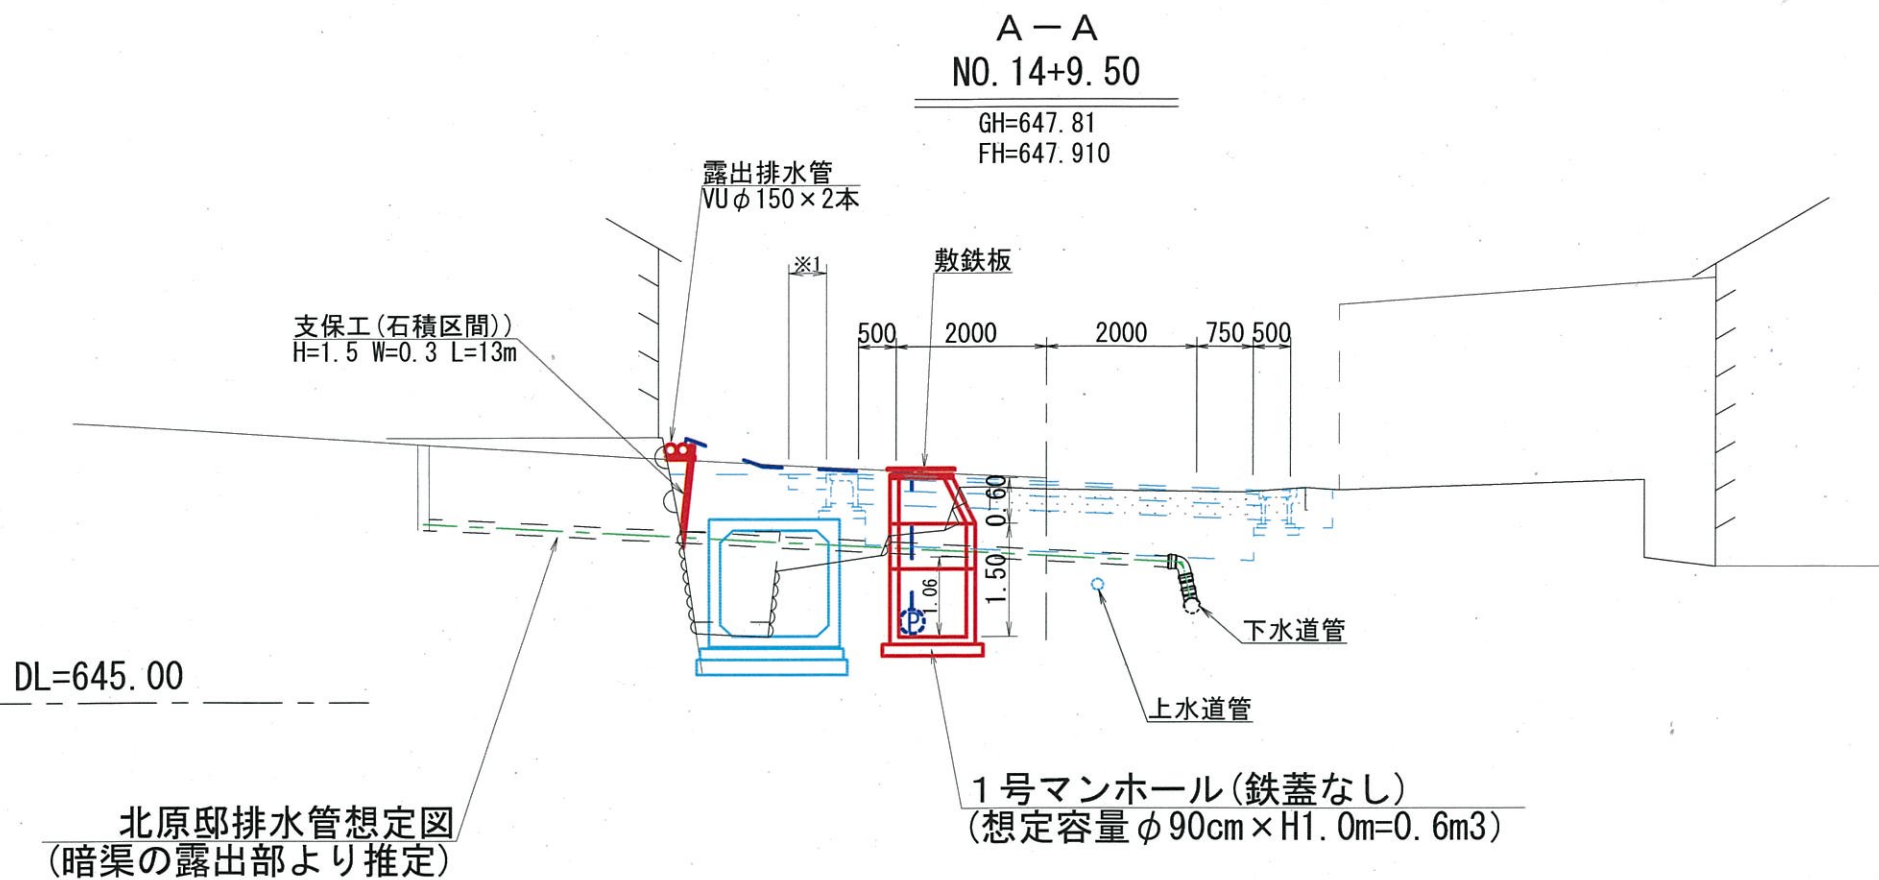 A－A
NO. 14+9. 50
GH=647. 81
FH=647. 910
露出排水管
VUφ150×2本
※1
敷鉄板
支保工(石積区間))
H=1. 5 W=0. 3 L=13m
500
2000
2000
750
500
0. 60
1. 50
1. 06
P
下水道管
DL=645. 00
上水道管
1号マンホール(鉄蓋なし)
(想定容量φ90cm×H1. 0m=0. 6m3)
北原邸排水管想定図
(暗渠の露出部より推定)